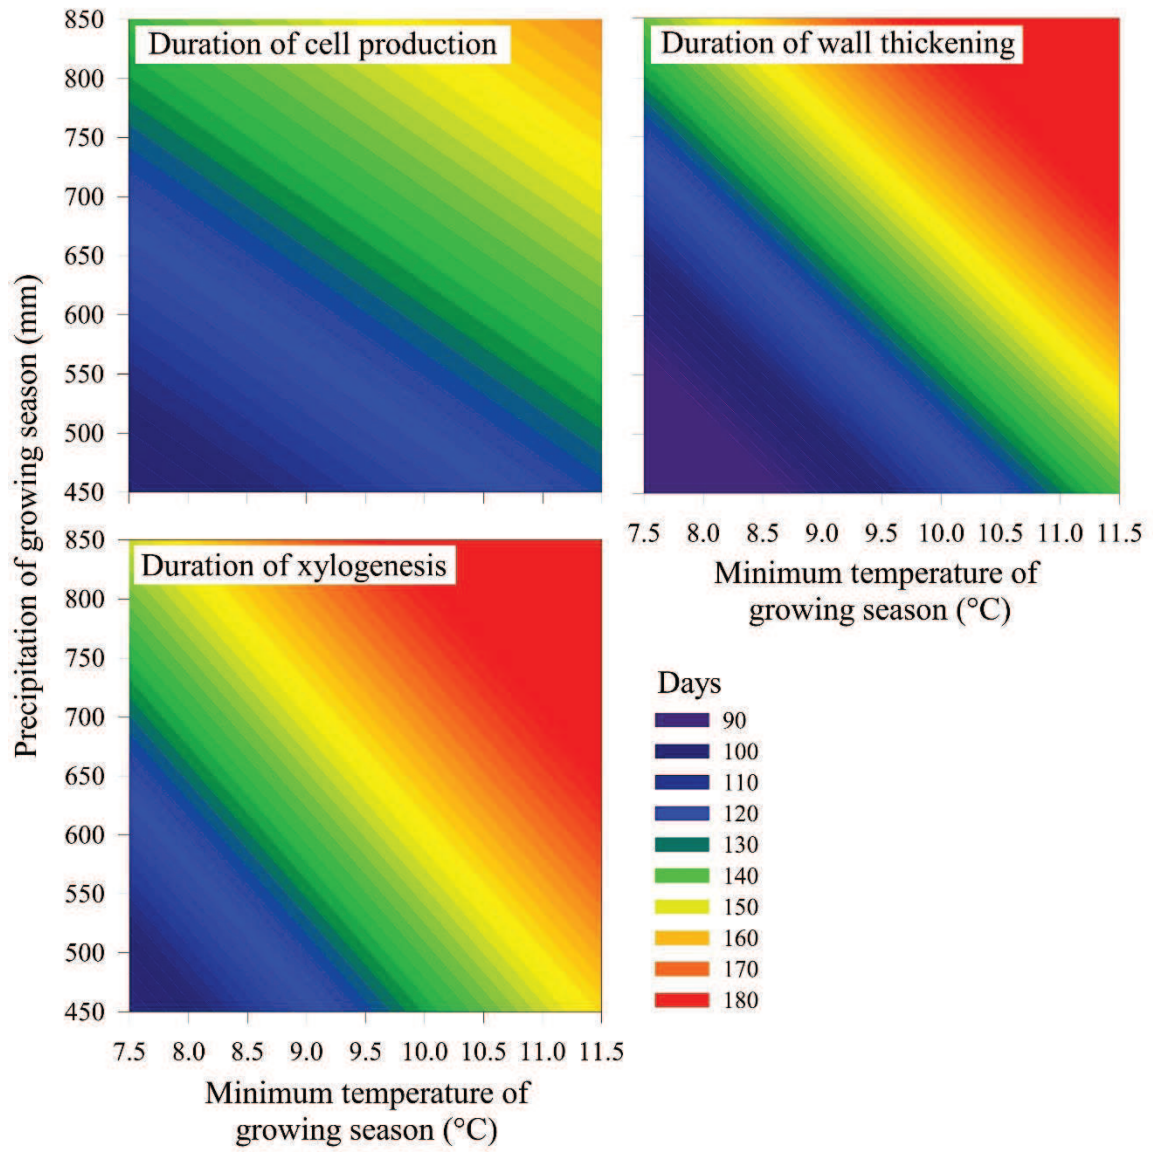 Precipitation of growing season (mm)
Duration of cell production
850
800
750
700
650
600
550
500
450
Duration of wall thickening
7.5 8.0 8.5 9.0 9.5 10.0 10.5 11.0 11.5
Minimum temperature of
growing season (°C)
Duration of xylogenesis
850
800
750
700
650
600
550
500
450
7.5 8.0 8.5 9.0 9.5 10.0 10.5 11.0 11.5
Minimum temperature of
growing season (°C)
Days
90
100
110
120
130
140
150
160
170
180